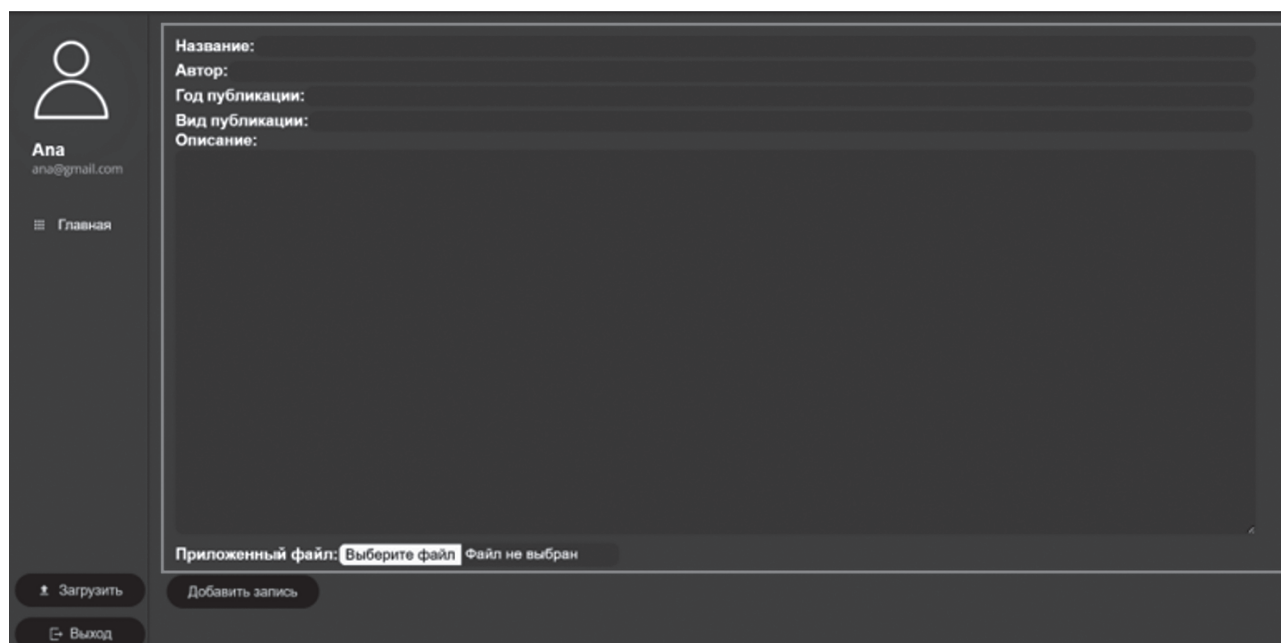 Ana
ana@gmail.com
Главная
Загрузить
Выход
Название:
Автор:
Год публикации:
Вид публикации:
Описание:
Приложенный файл: Выберите файл Файл не выбран
Добавить запись